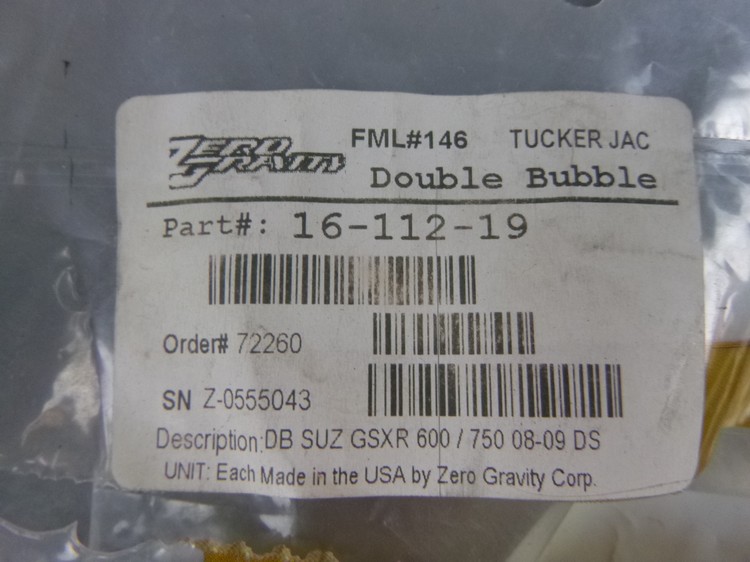 ZERO GRAVITY FML#146 TUCKER JAC
Double Bubble
Part#: 16-112-19
Order# 72260
SN Z-0555043
Description:DB SUZ GSXR 600 / 750 08-09 DS
UNIT: Each Made in the USA by Zero Gravity Corp.